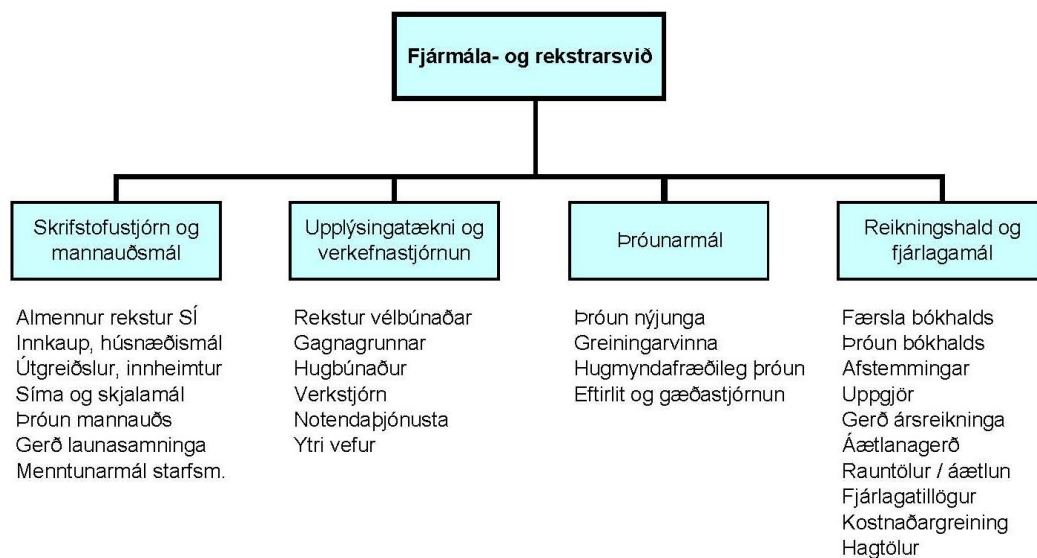 Fjármála- og rekstrarsvið
Skrifstofustjórn og
mannauðsmál
Almennur rekstur SÍ
Innkaup, húsnæðismál
Útgreiðslur, innheimtur
Síma og skjalamál
Þróun mannauðs
Gerð launasamninga
Menntunarmál starfsm.
Upplýsingatækni og
verkefnastjórnun
Rekstur vélbúnaðar
Gagnagrunnar
Hugbúnaður
Verkstjórn
Notendaþjónusta
Ytri vefur
Þróunarmál
Þróun nýjunga
Greiningarvinna
Hugmyndafræðileg þróun
Eftirlit og gæðastjórnun
Reikningshald og
fjárlagamál
Færsla bókhalds
Þróun bókhalds
Afstemmingar
Uppgjör
Gerð ársreikninga
Áætlanagerð
Rauntölur / áætlun
Fjárlagatillögur
Kostnaðargreining
Hagtölur